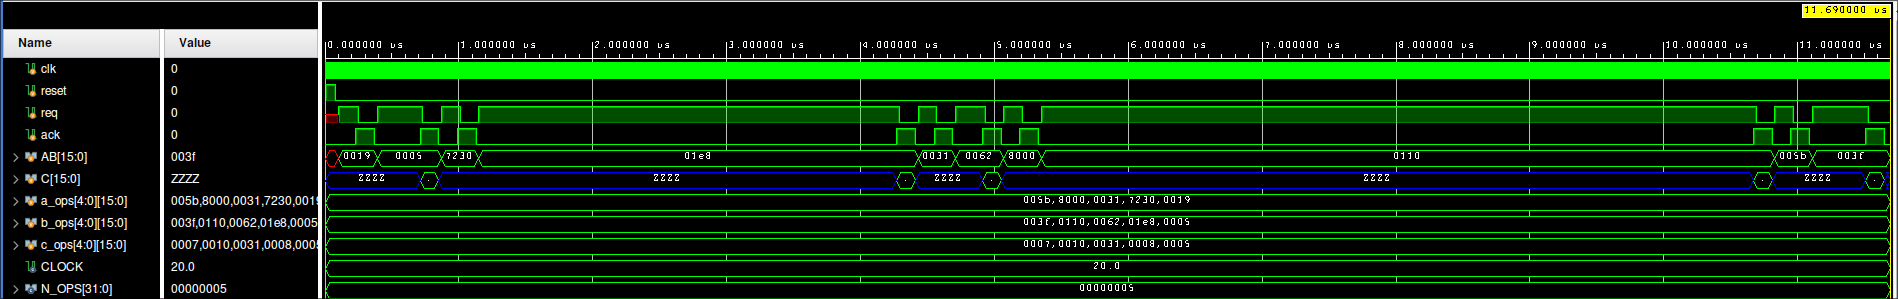 11.690000 us
Name Value
0.000000 us 1.000000 us 2.000000 us 3.000000 us 4.000000 us 5.000000 us 6.000000 us 7.000000 us 8.000000 us 9.000000 us 10.000000 us 11.000000 us
clk 0
reset 0
req 0
ack 0
AB[15:0] 003f 0019 0005 7230 01e8 0031 0062 8000 0110 005b 003f
C[15:0] ZZZZ ZZZZ . ZZZZ . ZZZZ . ZZZZ . ZZZZ .
a_ops[4:0][15:0] 005b,8000,0031,7230,0019 005b,8000,0031,7230,0019
b_ops[4:0][15:0] 003f,0110,0062,01e8,0005 003f,0110,0062,01e8,0005
c_ops[4:0][15:0] 0007,0010,0031,0008,0005 0007,0010,0031,0008,0005
CLOCK 20.0 20.0
N_OPS[31:0] 00000005 00000005